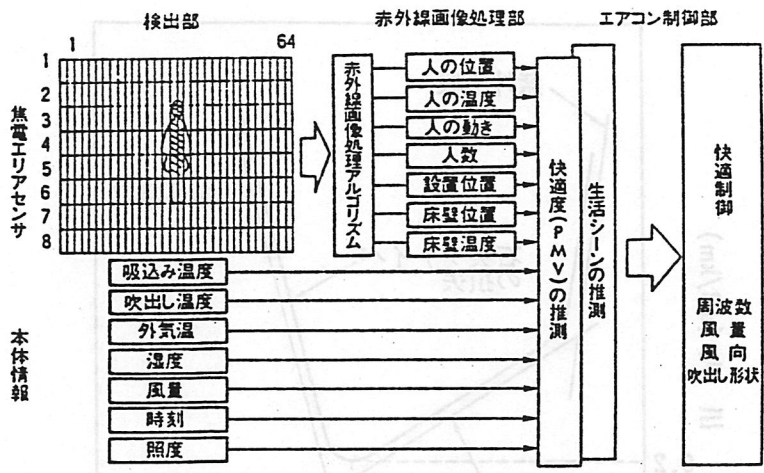 検出部
赤外線画像処理部
エアコン制御部
1
64
1
2
3
4
5
6
7
8
焦電エリアセンサ
赤外線画像処理アルゴリズム
人の位置
人の温度
人の動き
人数
設置位置
床壁位置
床壁温度
本体情報
吸込み温度
吹出し温度
外気温
湿度
風量
時刻
照度
快適度(PMV)の推測
生活シーンの推測
快適制御
周波数
風量
風向
吹出し形状